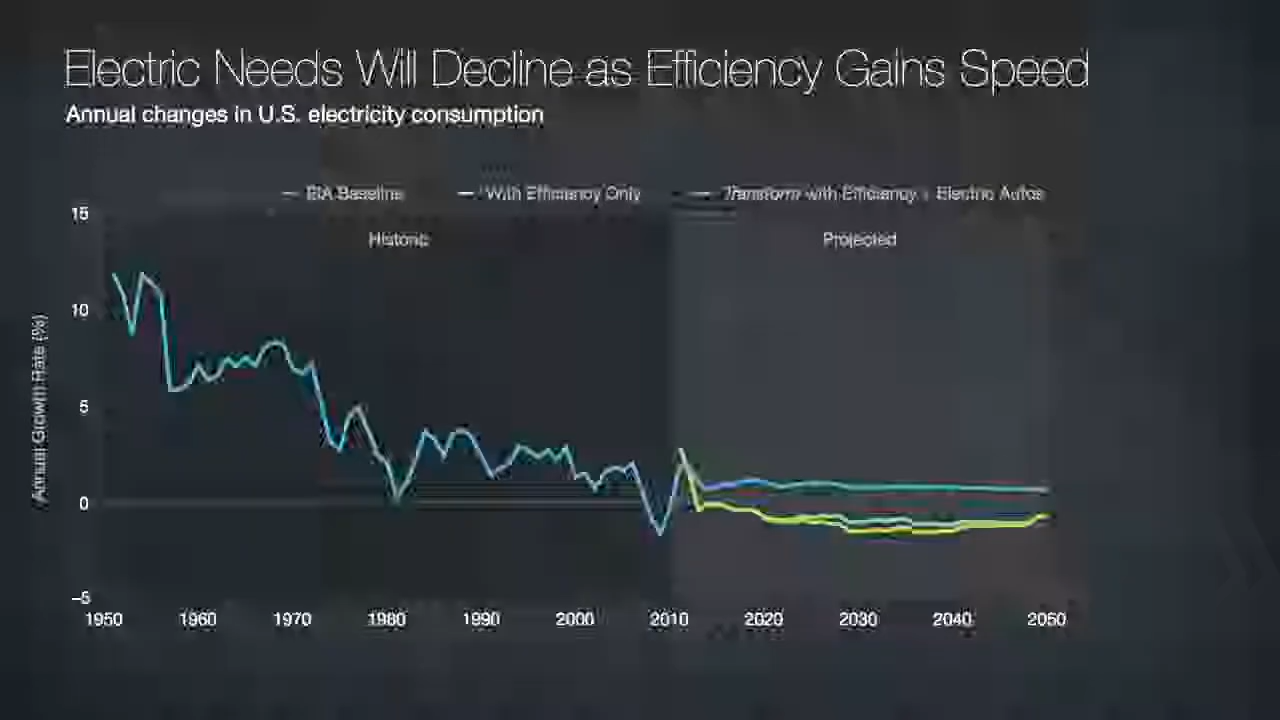 Electric Needs Will Decline as Efficiency Gains Speed
Annual changes in U.S. electricity consumption
EIA Baseline
With Efficiency Only
Transform with Efficiency + Electric Autos
15
Historic
Projected
10
5
0
–5
Annual Growth Rate (%)
1950 1960 1970 1980 1990 2000 2010 2020 2030 2040 2050